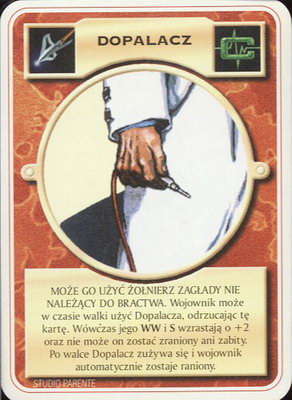 DOPALACZ
MOŻE GO UŻYĆ ŻOŁNIERZ ZAGŁADY NIE
NALEŻĄCY DO BRACTWA. Wojownik może
w czasie walki użyć Dopalacza, odrzucając tę
kartę. Wówczas jego WW i S wzrastają o +2
oraz nie może on zostać zraniony ani zabity.
Po walce Dopalacz zużywa się i wojownik
automatycznie zostaje raniony.
STUDIO PARENTE